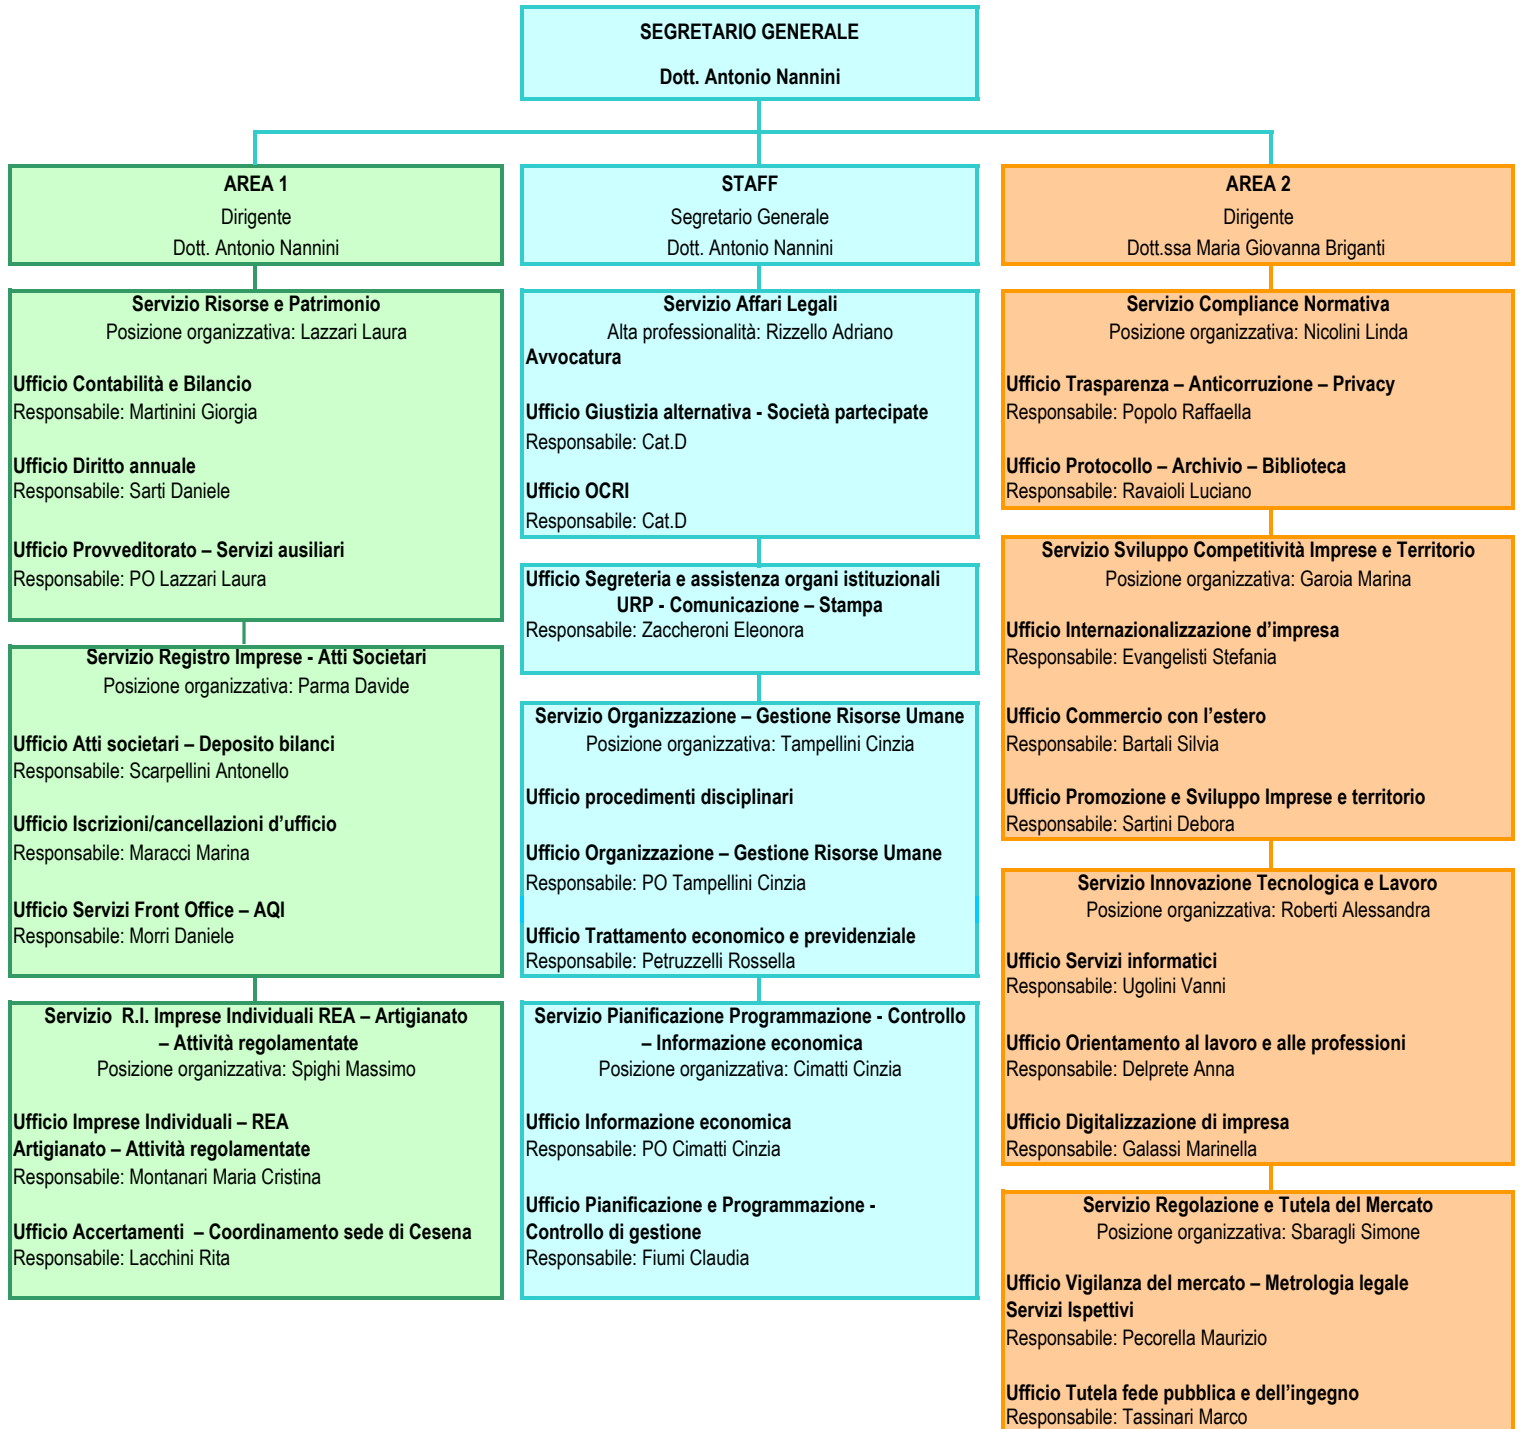 SEGRETARIO GENERALE
Dott. Antonio Nannini
AREA 1
Dirigente
Dott. Antonio Nannini
Servizio Risorse e Patrimonio
Posizione organizzativa: Lazzari Laura
Ufficio Contabilità e Bilancio
Responsabile: Martinini Giorgia
Ufficio Diritto annuale
Responsabile: Sarti Daniele
Ufficio Provveditorato – Servizi ausiliari
Responsabile: PO Lazzari Laura
Servizio Registro Imprese - Atti Societari
Posizione organizzativa: Parma Davide
Ufficio Atti societari – Deposito bilanci
Responsabile: Scarpellini Antonello
Ufficio Iscrizioni/cancellazioni d’ufficio
Responsabile: Maracci Marina
Ufficio Servizi Front Office – AQI
Responsabile: Morri Daniele
Servizio R.I. Imprese Individuali REA – Artigianato
– Attività regolamentate
Posizione organizzativa: Spighi Massimo
Ufficio Imprese Individuali – REA
Artigianato – Attività regolamentate
Responsabile: Montanari Maria Cristina
Ufficio Accertamenti – Coordinamento sede di Cesena
Responsabile: Lacchini Rita
STAFF
Segretario Generale
Dott. Antonio Nannini
Servizio Affari Legali
Alta professionalità: Rizzello Adriano
Avvocatura
Ufficio Giustizia alternativa - Società partecipate
Responsabile: Cat.D
Ufficio OCRI
Responsabile: Cat.D
Ufficio Segreteria e assistenza organi istituzionali
URP - Comunicazione – Stampa
Responsabile: Zaccheroni Eleonora
Servizio Organizzazione – Gestione Risorse Umane
Posizione organizzativa: Tampellini Cinzia
Ufficio procedimenti disciplinari
Ufficio Organizzazione – Gestione Risorse Umane
Responsabile: PO Tampellini Cinzia
Ufficio Trattamento economico e previdenziale
Responsabile: Petruzzelli Rossella
Servizio Pianificazione Programmazione - Controllo
– Informazione economica
Posizione organizzativa: Cimatti Cinzia
Ufficio Informazione economica
Responsabile: PO Cimatti Cinzia
Ufficio Pianificazione e Programmazione -
Controllo di gestione
Responsabile: Fiumi Claudia
AREA 2
Dirigente
Dott.ssa Maria Giovanna Briganti
Servizio Compliance Normativa
Posizione organizzativa: Nicolini Linda
Ufficio Trasparenza – Anticorruzione – Privacy
Responsabile: Popolo Raffaella
Ufficio Protocollo – Archivio – Biblioteca
Responsabile: Ravaioli Luciano
Servizio Sviluppo Competitività Imprese e Territorio
Posizione organizzativa: Garoia Marina
Ufficio Internazionalizzazione d’impresa
Responsabile: Evangelisti Stefania
Ufficio Commercio con l’estero
Responsabile: Bartali Silvia
Ufficio Promozione e Sviluppo Imprese e territorio
Responsabile: Sartini Debora
Servizio Innovazione Tecnologica e Lavoro
Posizione organizzativa: Roberti Alessandra
Ufficio Servizi informatici
Responsabile: Ugolini Vanni
Ufficio Orientamento al lavoro e alle professioni
Responsabile: Delprete Anna
Ufficio Digitalizzazione di impresa
Responsabile: Galassi Marinella
Servizio Regolazione e Tutela del Mercato
Posizione organizzativa: Sbaragli Simone
Ufficio Vigilanza del mercato – Metrologia legale
Servizi Ispettivi
Responsabile: Pecorella Maurizio
Ufficio Tutela fede pubblica e dell’ingegno
Responsabile: Tassinari Marco